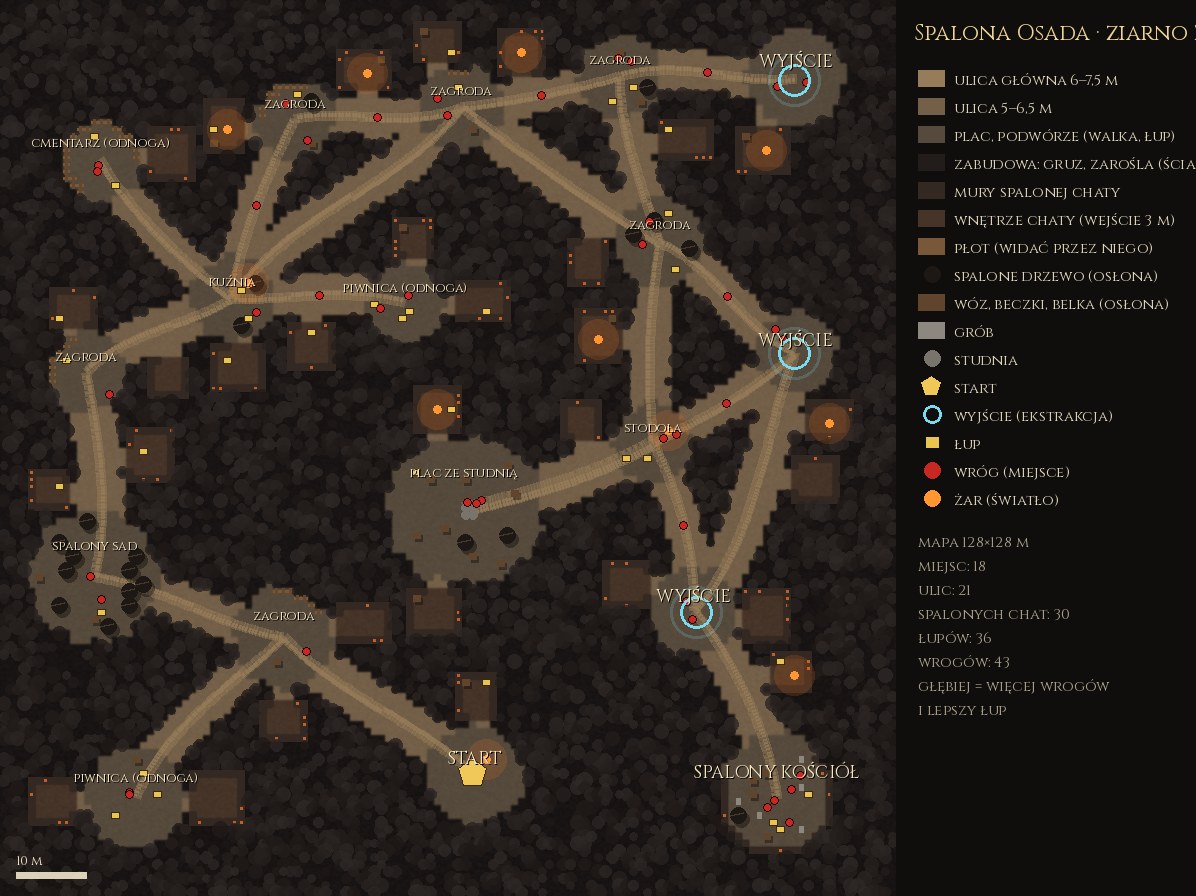 WYJŚCIE
ZAGRODA
ZAGRODA
ZAGRODA
CMENTARZ (ODNOGA)
ZAGRODA
KUŹNIA
PIWNICA (ODNOGA)
WYJŚCIE
ZAGRODA
STODOŁA
PLAC ZE STUDNIĄ
SPALONY SAD
WYJŚCIE
ZAGRODA
START
SPALONY KOŚCIÓŁ
PIWNICA (ODNOGA)
10 M
SPALONA OSADA · ZIARNO
ULICA GŁÓWNA 6–7,5 M
ULICA 5–6,5 M
PLAC, PODWÓRZE (WALKA, ŁUP)
ZABUDOWA: GRUZ, ZAROŚLA (ŚCIA
MURY SPALONEJ CHATY
WNĘTRZE CHATY (WEJŚCIE 3 M)
PŁOT (WIDAĆ PRZEZ NIEGO)
SPALONE DRZEWO (OSŁONA)
WÓZ, BECZKI, BELKA (OSŁONA)
GRÓB
STUDNIA
START
WYJŚCIE (EKSTRAKCJA)
ŁUP
WRÓG (MIEJSCE)
ŻAR (ŚWIATŁO)
MAPA 128×128 M
MIEJSC: 18
ULIC: 21
SPALONYCH CHAT: 30
ŁUPÓW: 36
WROGÓW: 43
GŁĘBIEJ = WIĘCEJ WROGÓW
I LEPSZY ŁUP